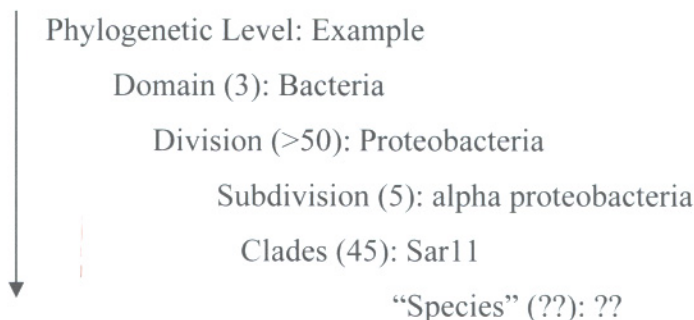 Phylogenetic Level: Example
Domain (3): Bacteria
Division (>50): Proteobacteria
Subdivision (5): alpha proteobacteria
Clades (45): Sar11
“Species” (??): ??